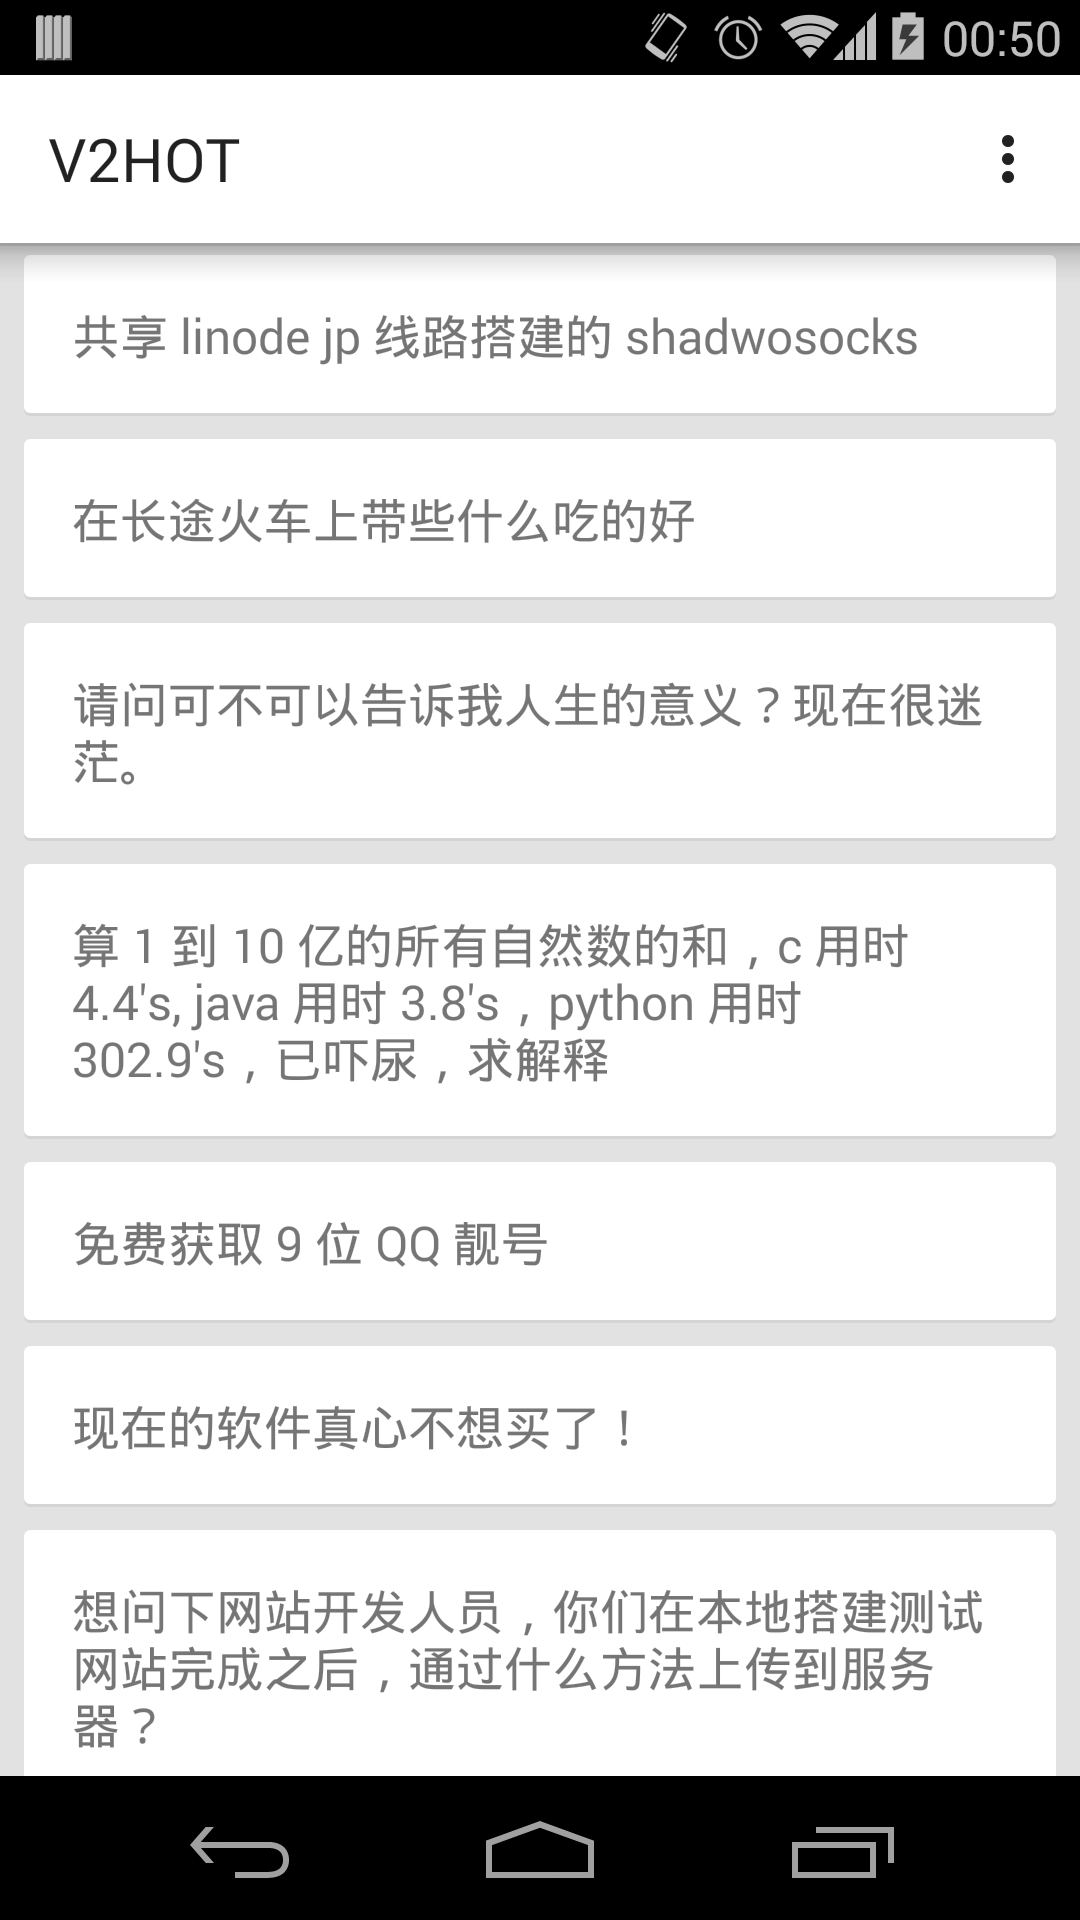 00:50
V2HOT
共享 linode jp 线路搭建的 shadwosocks
在长途火车上带些什么吃的好
请问可不可以告诉我人生的意义？现在很迷
茫。
算 1 到 10 亿的所有自然数的和，c 用时
4.4's, java 用时 3.8's，python 用时
302.9's，已吓尿，求解释
免费获取 9 位 QQ 靓号
现在的软件真心不想买了！
想问下网站开发人员，你们在本地搭建测试
网站完成之后，通过什么方法上传到服务
器？